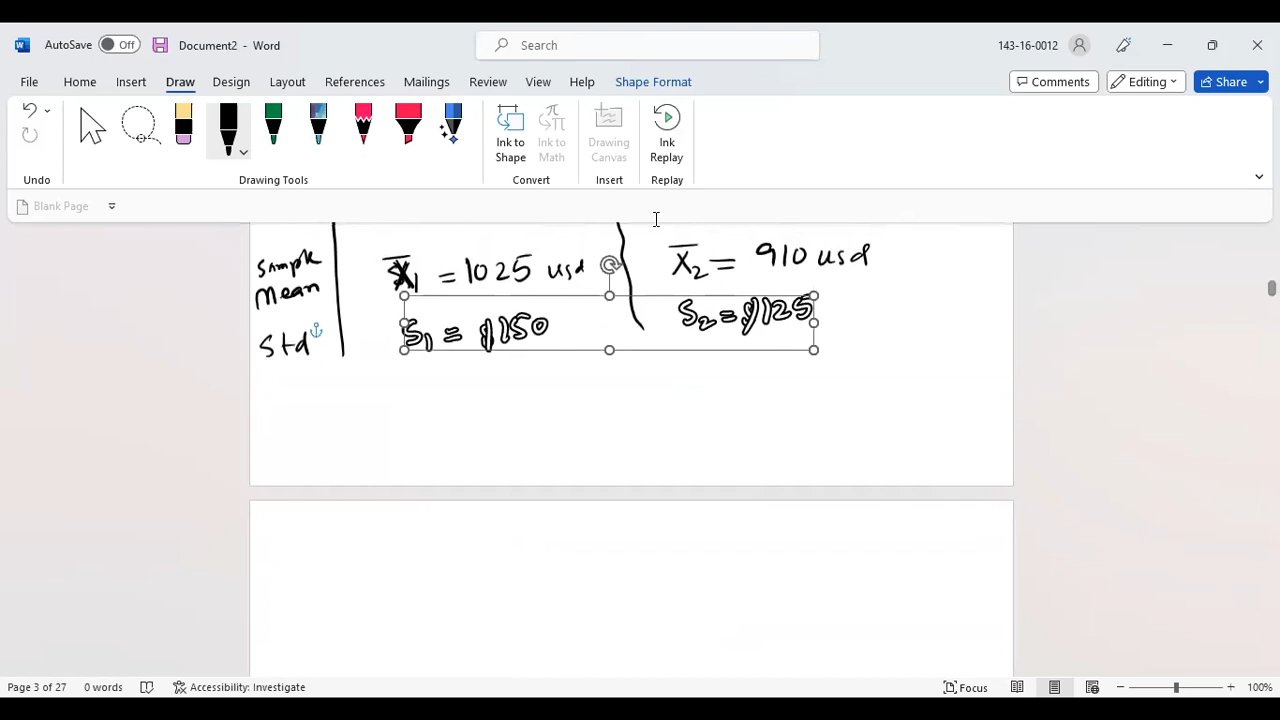 AutoSave Off Document2 - Word Search 143-16-0012
File Home Insert Draw Design Layout References Mailings Review View Help Shape Format Comments Editing Share
Ink to Shape Ink to Math Drawing Canvas Ink Replay
Undo Drawing Tools Convert Insert Replay
Blank Page
Sample Mean X̄1 = 1025 usd X̄2 = 910 usd
Std S1 = $150 S2 = $125
Page 3 of 27 0 words Accessibility: Investigate Focus 100%